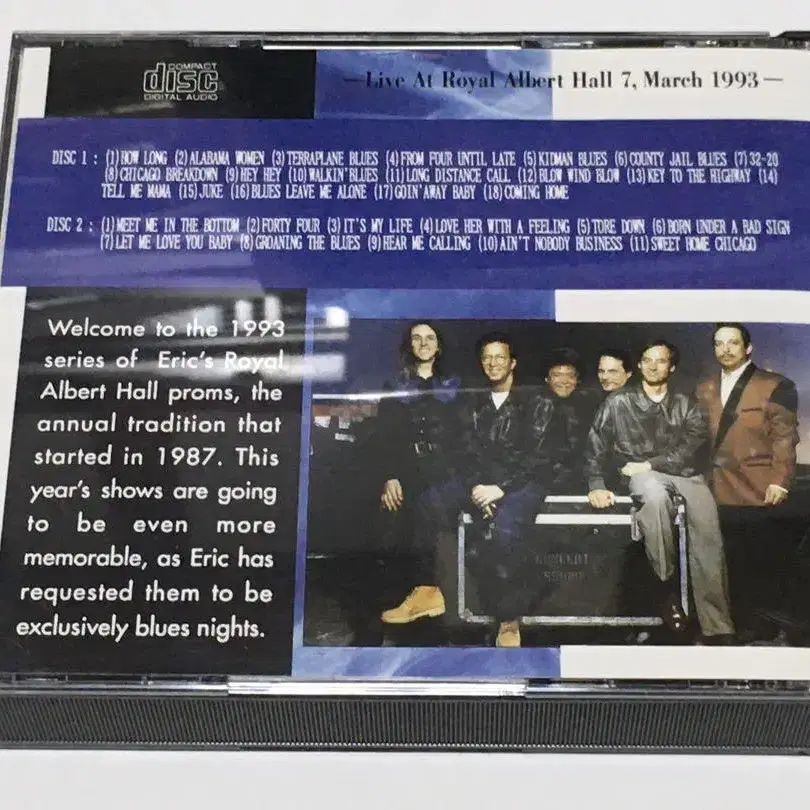 COMPACT
disc
DIGITAL AUDIO
—Live At Royal Albert Hall 7, March 1993—
DISC 1 : (1)HOW LONG (2)ALABAMA WOMEN (3)TERRAPLANE BLUES (4)FROM FOUR UNTIL LATE (5)KIDMAN BLUES (6)COUNTY JAIL BLUES (7)32-20
(8)CHICAGO BREAKDOWN (9)HEY HEY (10)WALKIN'BLUES (11)LONG DISTANCE CALL (12)BLOW WIND BLOW (13)KEY TO THE HIGHWAY (14)
TELL ME MAMA (15)JUKE (16)BLUES LEAVE ME ALONE (17)GOIN'AWAY BABY (18)COMING HOME
DISC 2 : (1)MEET ME IN THE BOTTOM (2)FORTY FOUR (3)IT'S MY LIFE (4)LOVE HER WITH A FEELING (5)TORE DOWN (6)BORN UNDER A BAD SIGN
(7)LET ME LOVE YOU BABY (8)GROANING THE BLUES (9)HEAR ME CALLING (10)AIN'T NOBODY BUSINESS (11)SWEET HOME CHICAGO
Welcome to the 1993
series of Eric's Royal
Albert Hall proms, the
annual tradition that
started in 1987. This
year's shows are going
to be even more
memorable, as Eric has
requested them to be
exclusively blues nights.
CONCERT